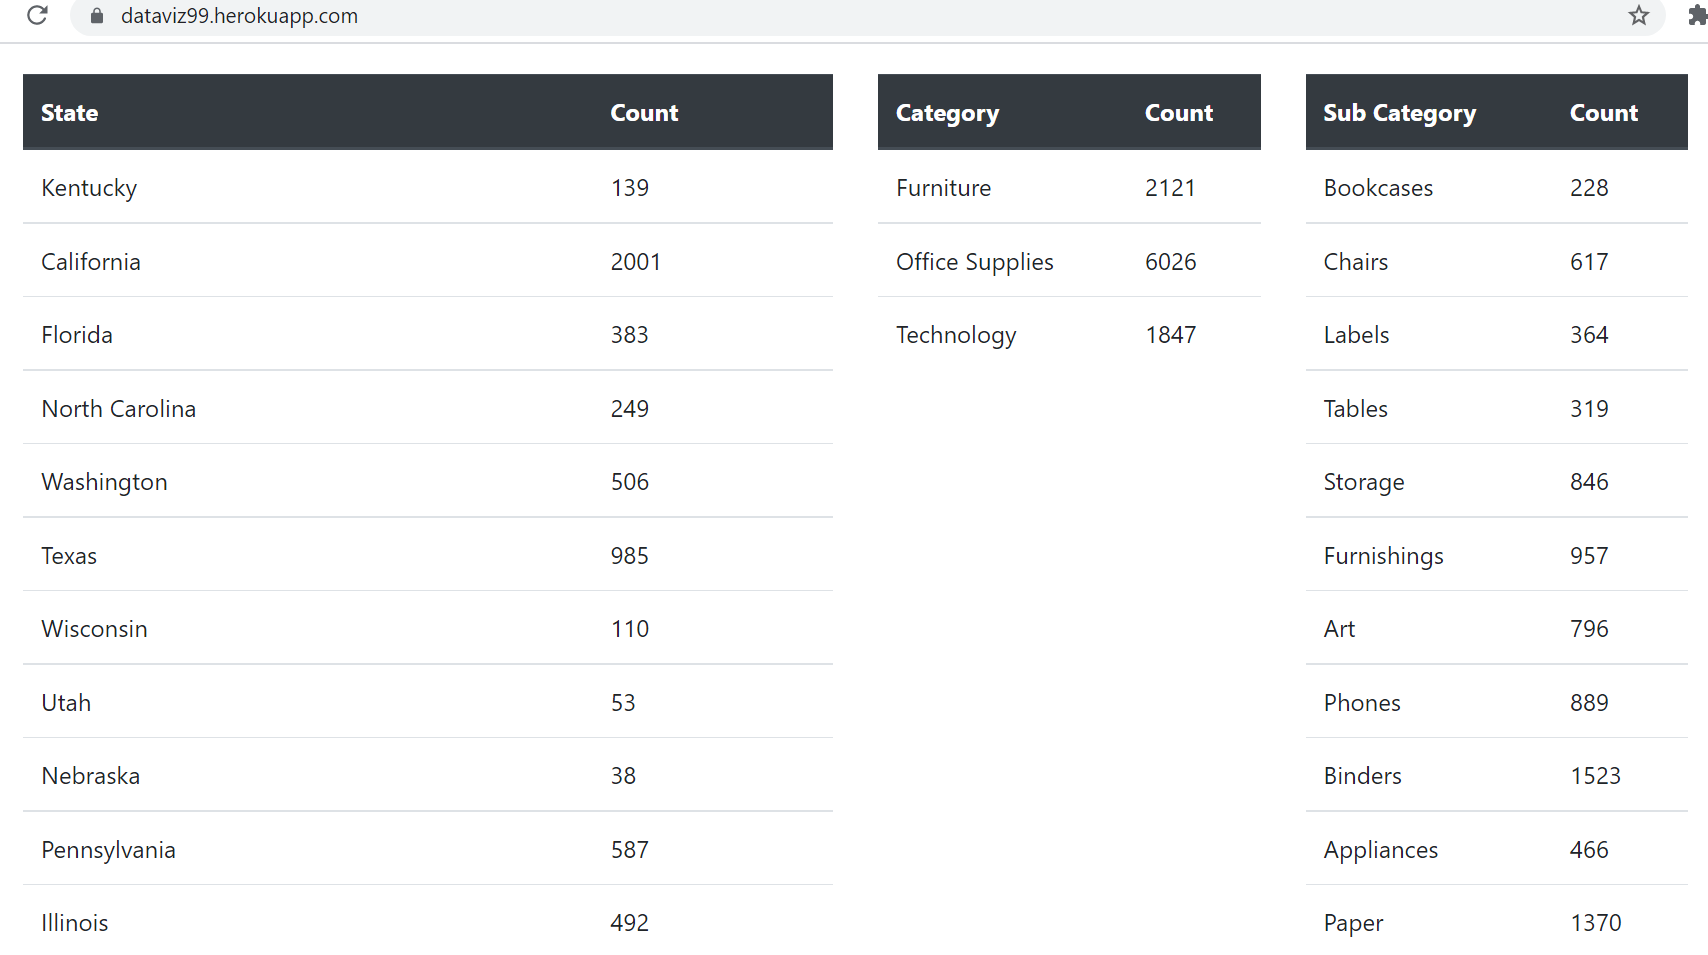 dataviz99.herokuapp.com
State Count
Kentucky 139
California 2001
Florida 383
North Carolina 249
Washington 506
Texas 985
Wisconsin 110
Utah 53
Nebraska 38
Pennsylvania 587
Illinois 492
Category Count
Furniture 2121
Office Supplies 6026
Technology 1847
Sub Category Count
Bookcases 228
Chairs 617
Labels 364
Tables 319
Storage 846
Furnishings 957
Art 796
Phones 889
Binders 1523
Appliances 466
Paper 1370